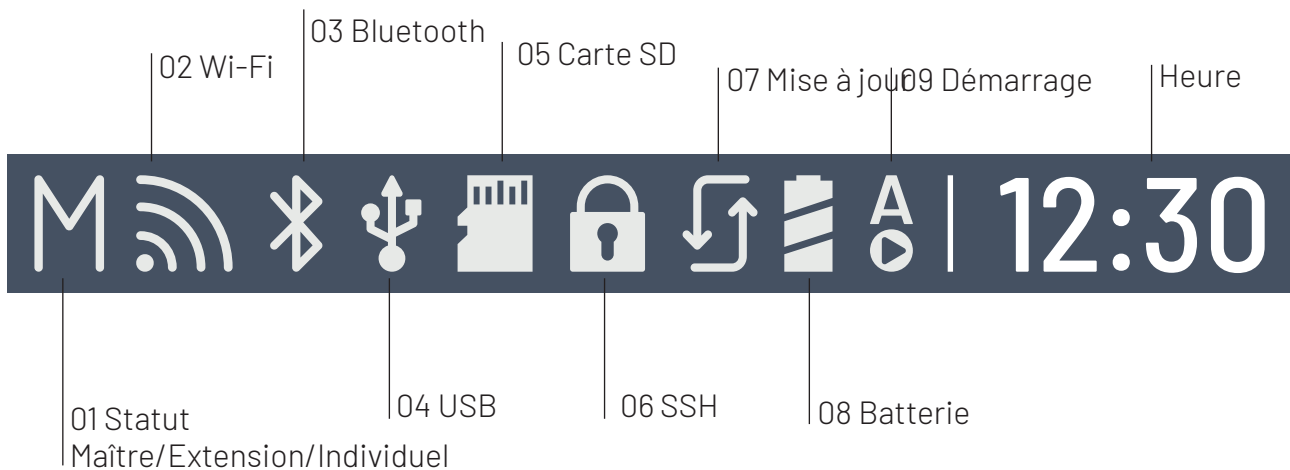 03 Bluetooth
02 Wi-Fi
05 Carte SD
07 Mise à jour
09 Démarrage
Heure
M
A
12:30
01 Statut
Maître/Extension/Individuel
04 USB
06 SSH
08 Batterie